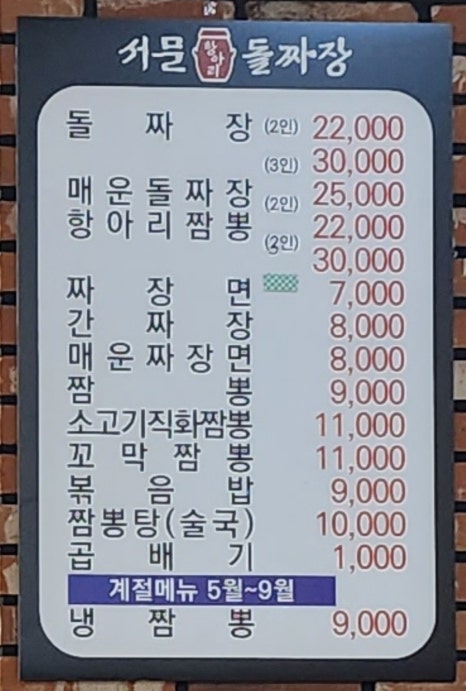 서문 항아리 돌짜장
돌 짜 장 (2인) 22,000
(3인) 30,000
매운돌짜장 25,000
항아리짬뽕 (2인) 22,000
(3인) 30,000
짜 장 면 7,000
간 짜 장 8,000
매운짜장면 8,000
짬 뽕 9,000
소고기직화짬뽕 11,000
꼬막짬뽕 11,000
볶 음 밥 9,000
짬뽕탕(술국) 10,000
곱 배 기 1,000
계절메뉴 5월~9월
냉 짬 뽕 9,000